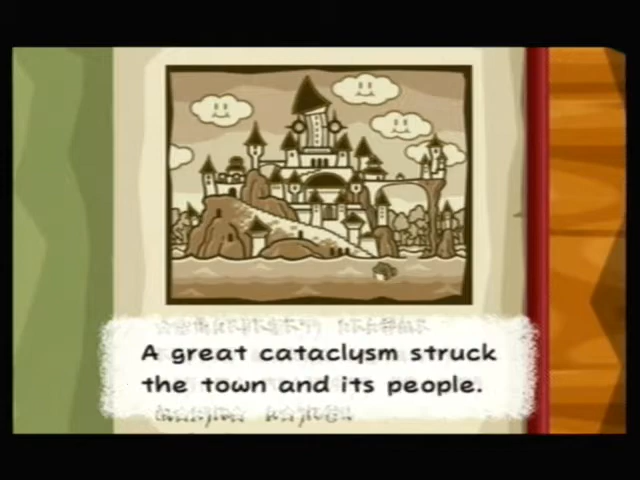 A great cataclysm struck
the town and its people.